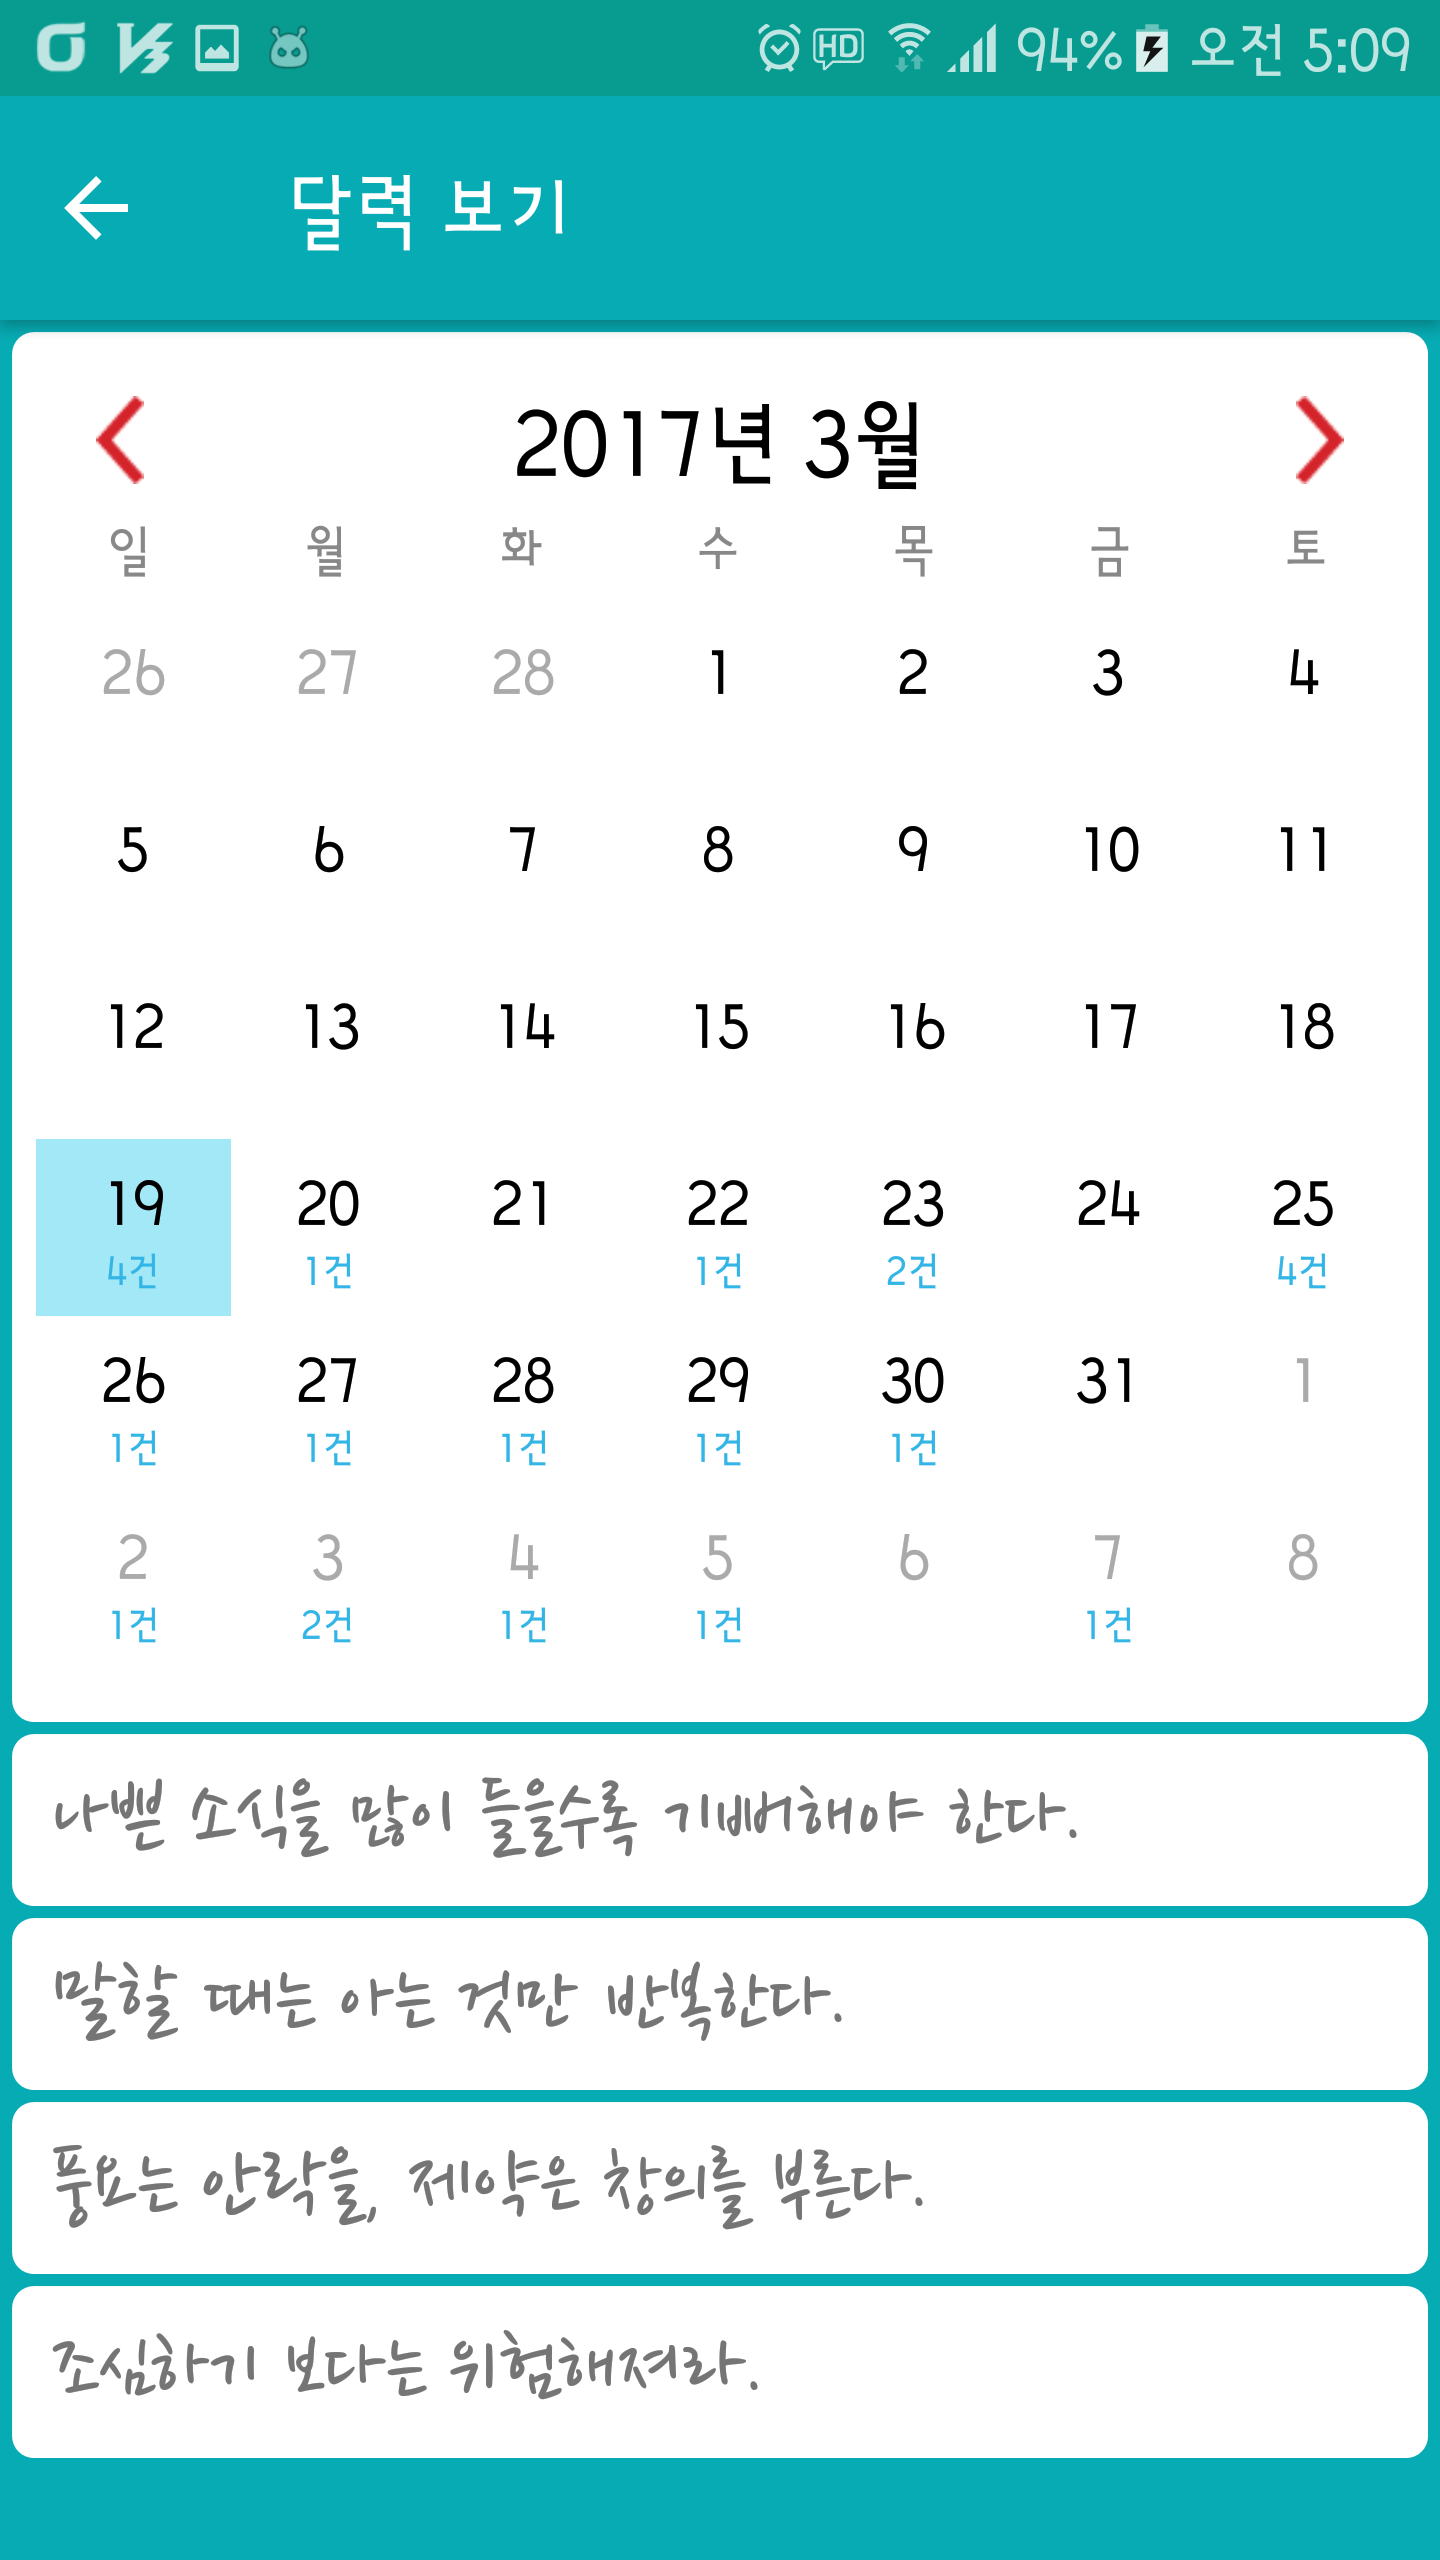 HD 94% 오전 5:09
달력 보기
2017년 3월
일 월 화 수 목 금 토
26 27 28 1 2 3 4
5 6 7 8 9 10 11
12 13 14 15 16 17 18
19 20 21 22 23 24 25
4건 1건 1건 2건 4건
26 27 28 29 30 31 1
1건 1건 1건 1건 1건
2 3 4 5 6 7 8
1건 2건 1건 1건 1건
나쁜 소식을 많이 들을수록 기뻐해야 한다.
말할 때는 아는 것만 반복한다.
풍요는 안락을, 제약은 창의를 부른다.
조심하기 보다는 위험해져라.